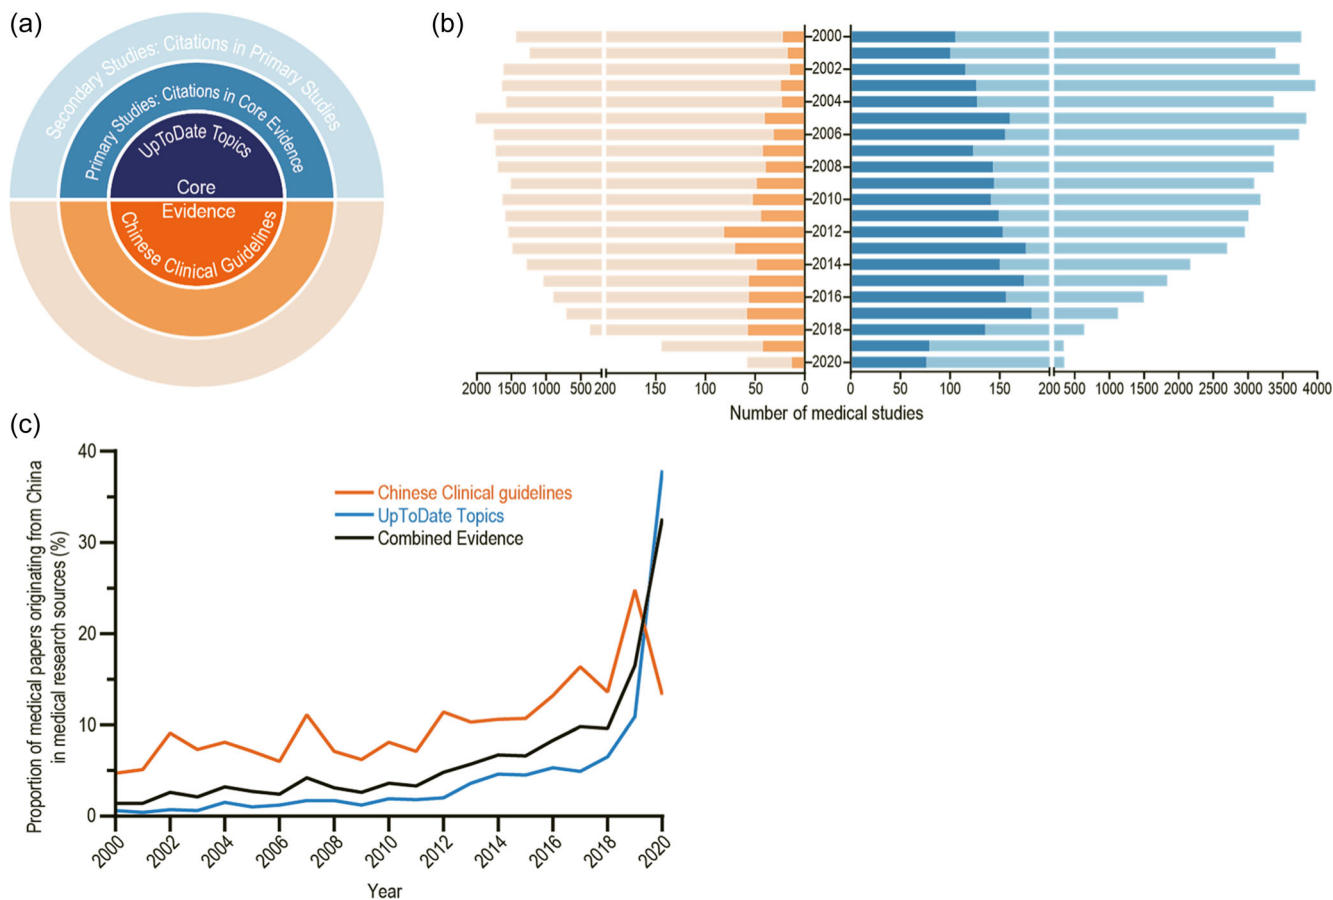 (a)
Secondary Studies: Citations in Primary Studies
Primary Studies: Citations in Core Evidence
UpToDate Topics
Core
Evidence
Chinese Clinical Guidelines
(b)
2000
2002
2004
2006
2008
2010
2012
2014
2016
2018
2020
2000 1500 1000 500 200 150 100 50 0 0 50 100 150 200 500 1000 1500 2000 2500 3000 3500 4000
Number of medical studies
(c)
Proportion of medical papers originating from China
in medical research sources (%)
40
30
20
10
0
Chinese Clinical guidelines
UpToDate Topics
Combined Evidence
2000 2002 2004 2006 2008 2010 2012 2014 2016 2018 2020
Year